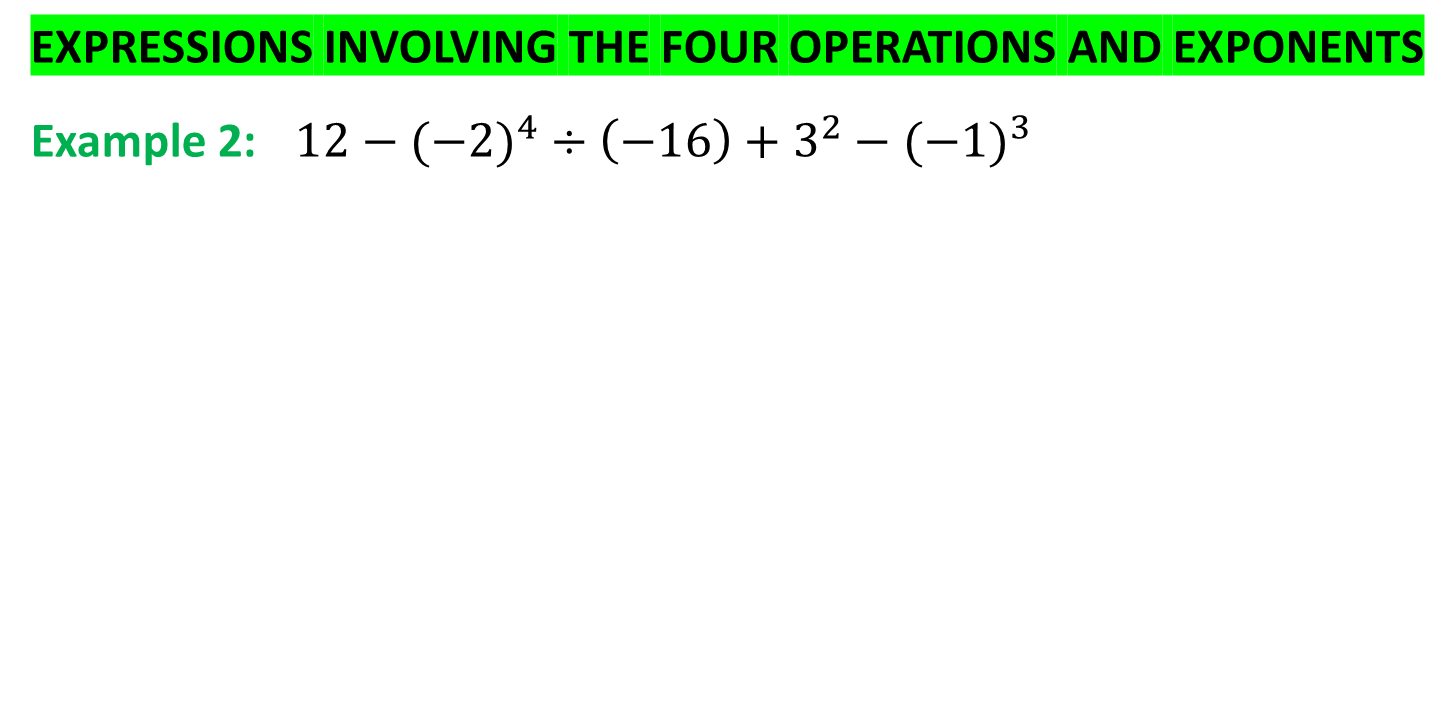 EXPRESSIONS INVOLVING THE FOUR OPERATIONS AND EXPONENTS
Example 2: 12 − (−2)⁴ ÷ (−16) + 3² − (−1)³